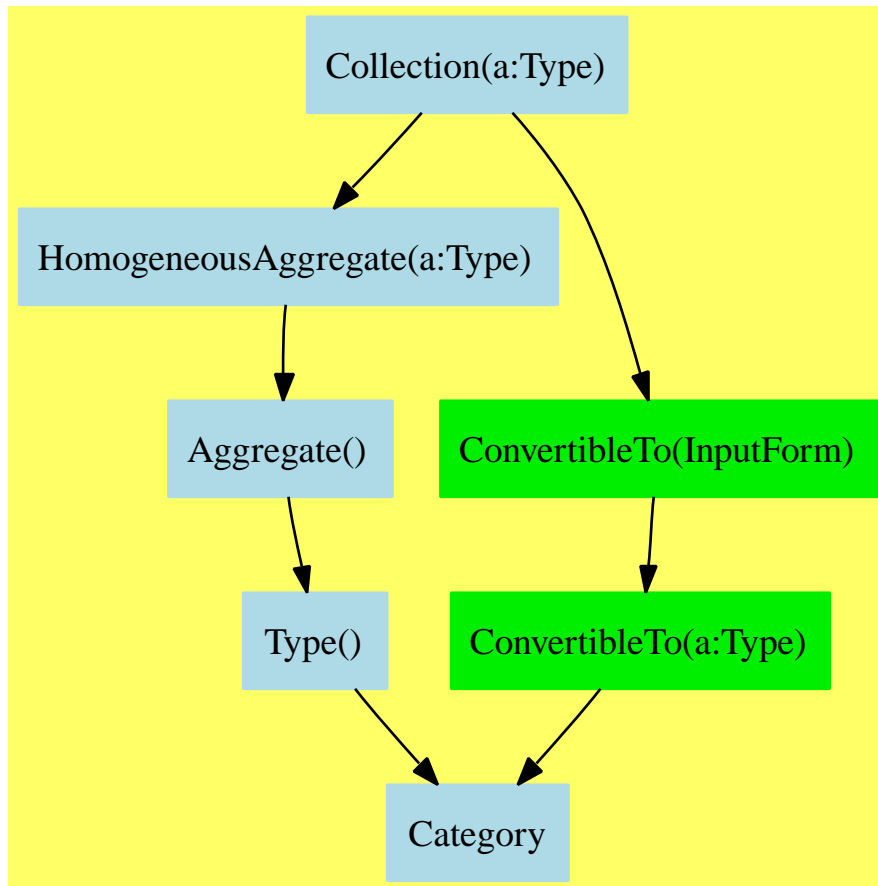 Collection(a:Type)
HomogeneousAggregate(a:Type)
Aggregate()
ConvertibleTo(InputForm)
Type()
ConvertibleTo(a:Type)
Category